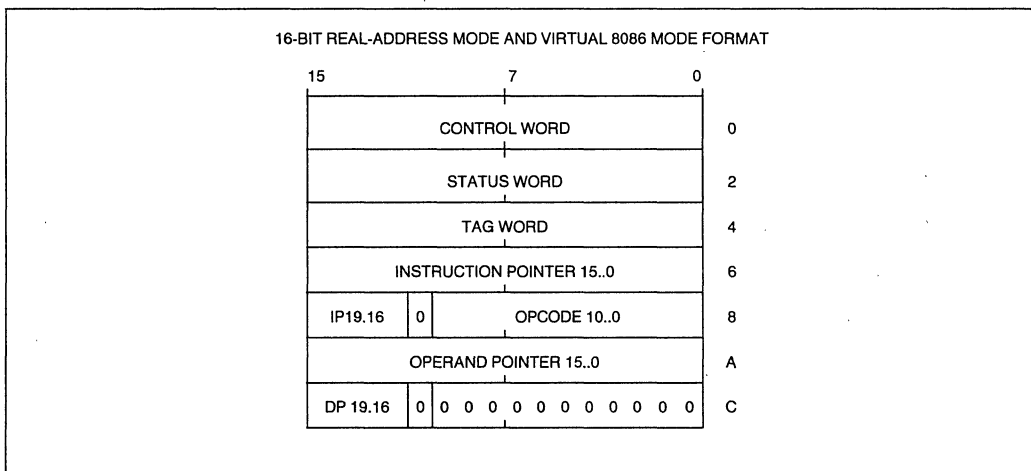 16-BIT REAL-ADDRESS MODE AND VIRTUAL 8086 MODE FORMAT
15 7 0
CONTROL WORD 0
STATUS WORD 2
TAG WORD 4
INSTRUCTION POINTER 15..0 6
IP19.16 0 OPCODE 10..0 8
OPERAND POINTER 15..0 A
DP 19.16 0 0 0 0 0 0 0 0 0 0 0 0 C